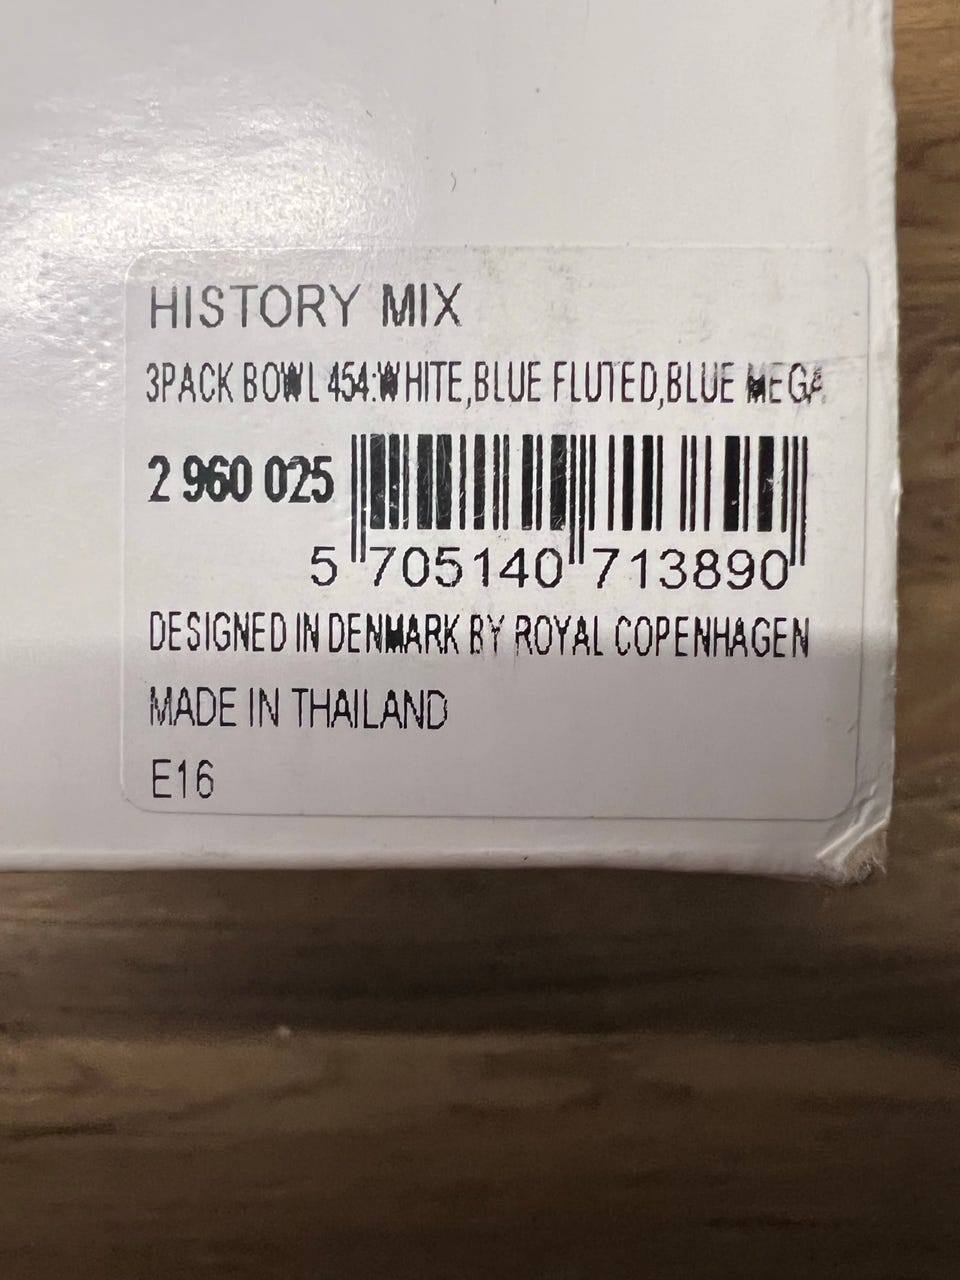 HISTORY MIX
3PACK BOWL 454:WHITE,BLUE FLUTED,BLUE MEGA
2 960 025
5 705140 713890
DESIGNED IN DENMARK BY ROYAL COPENHAGEN
MADE IN THAILAND
E16